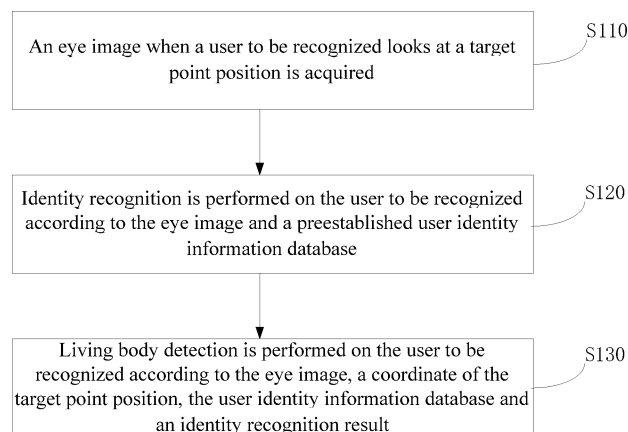 An eye image when a user to be recognized looks at a target
point position is acquired
S110
Identity recognition is performed on the user to be recognized
according to the eye image and a preestablished user identity
information database
S120
Living body detection is performed on the user to be
recognized according to the eye image, a coordinate of the
target point position, the user identity information database and
an identity recognition result
S130